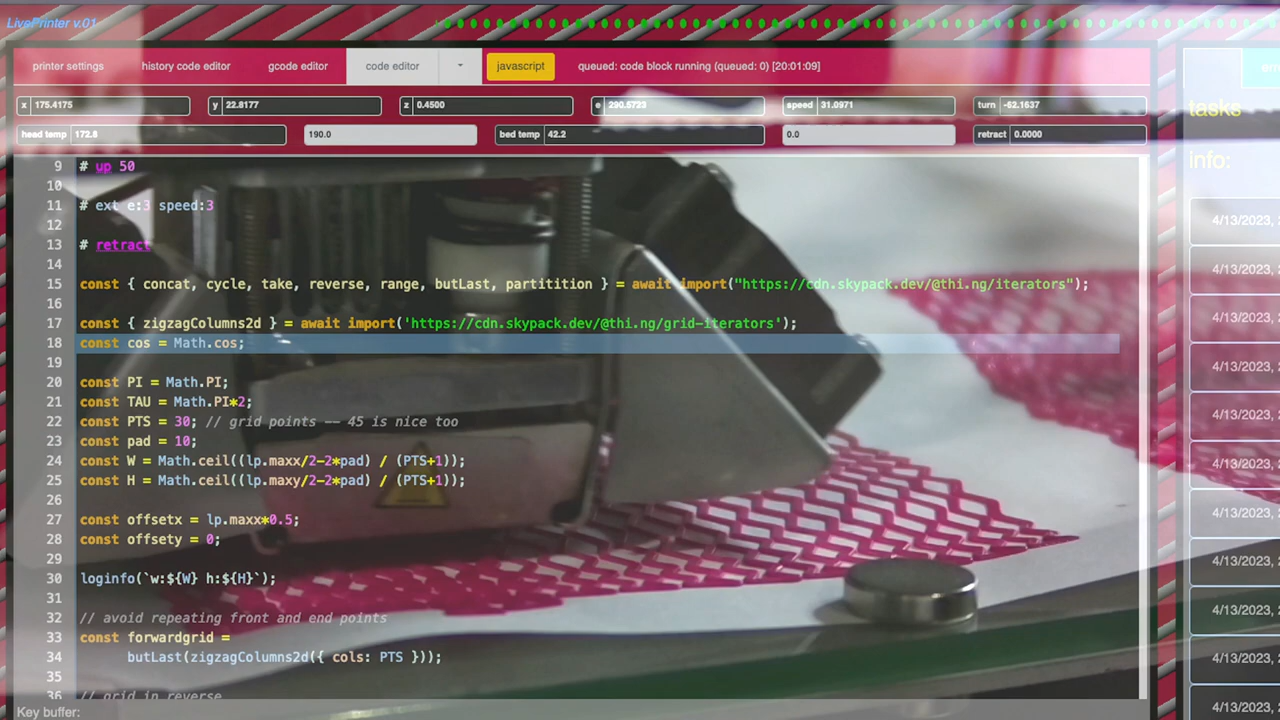 LivePrinter v.01
printer settings history code editor gcode editor code editor javascript queued: code block running (queued: 0) [20:01:09]
x 175.4175 y 22.8177 z 0.4500 e 290.5723 speed 31.0971 turn -62.1637
tasks
head temp 172.8 190.0 bed temp 42.2 0.0 retract 0.0000
info:
9 # up 50
10
11 # ext e:3 speed:3
12
13 # retract
14
15 const { concat, cycle, take, reverse, range, butLast, partitition } = await import("https://cdn.skypack.dev/@thi.ng/iterators");
16
17 const { zigzagColumns2d } = await import('https://cdn.skypack.dev/@thi.ng/grid-iterators');
18 const cos = Math.cos;
19
20 const PI = Math.PI;
21 const TAU = Math.PI*2;
22 const PTS = 30; // grid points -- 45 is nice too
23 const pad = 10;
24 const W = Math.ceil((lp.maxx/2-2*pad) / (PTS+1));
25 const H = Math.ceil((lp.maxy/2-2*pad) / (PTS+1));
26
27 const offsetx = lp.maxx*0.5;
28 const offsety = 0;
29
30 loginfo(`w:${W} h:${H}`);
31
32 // avoid repeating front and end points
33 const forwardgrid =
34 butLast(zigzagColumns2d({ cols: PTS }));
35
36 // grid in reverse
Key buffer:
4/13/2023,
4/13/2023,
4/13/2023,
4/13/2023,
4/13/2023,
4/13/2023,
4/13/2023,
4/13/2023,
4/13/2023,
4/13/2023,
4/13/2023,